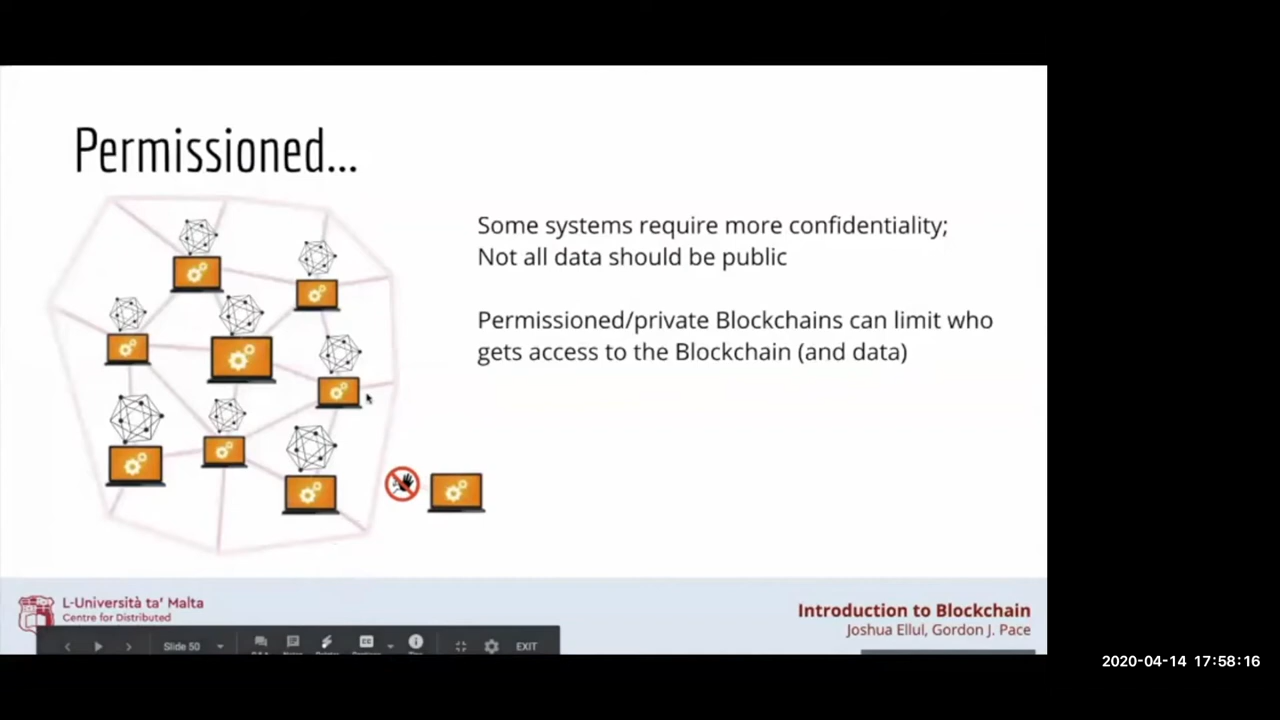 Permissioned...
Some systems require more confidentiality;
Not all data should be public
Permissioned/private Blockchains can limit who
gets access to the Blockchain (and data)
L-Università ta' Malta
Centre for Distributed
Introduction to Blockchain
Joshua Ellul, Gordon J. Pace
Slide 50
EXIT
2020-04-14 17:58:16